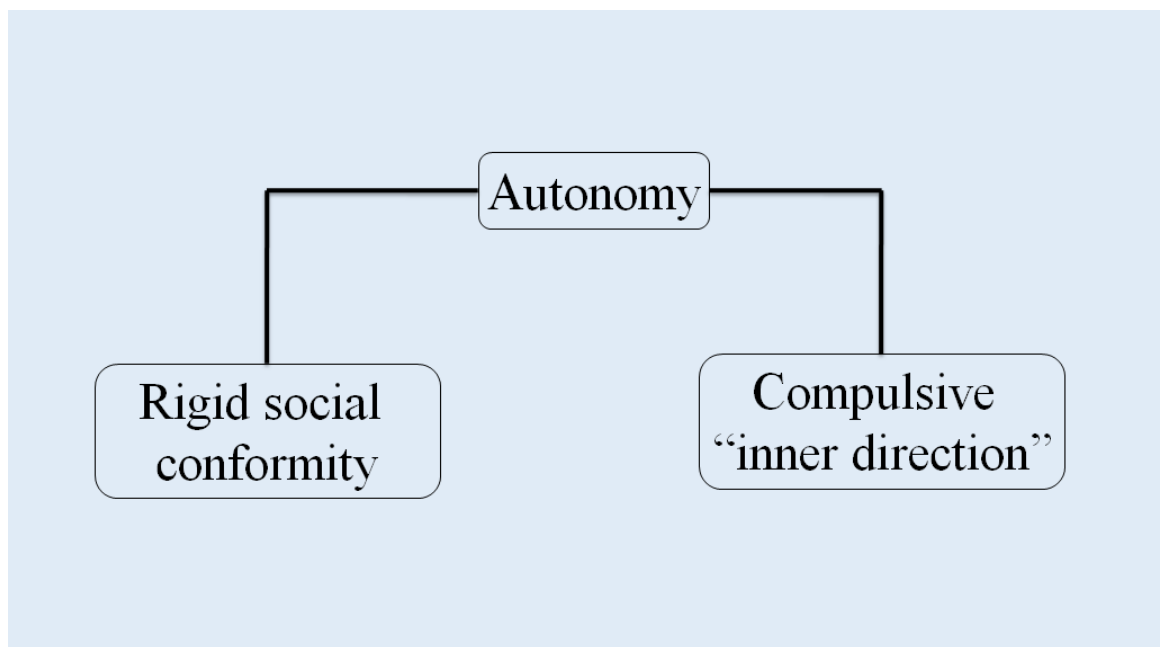 Autonomy
Rigid social
conformity
Compulsive
“inner direction”